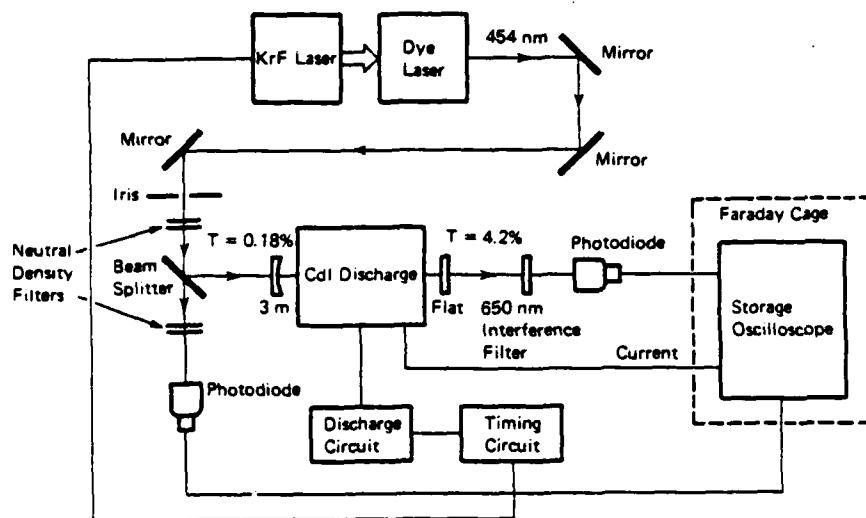 454 nm
KrF Laser
Dye
Laser
Mirror
Mirror
Mirror
Iris
Neutral
Density
Filters
Beam
Splitter
T = 0.18%
3 m
CdI Discharge
T = 4.2%
Flat
650 nm
Interference
Filter
Photodiode
Faraday Cage
Storage
Oscilloscope
Current
Photodiode
Discharge
Circuit
Timing
Circuit